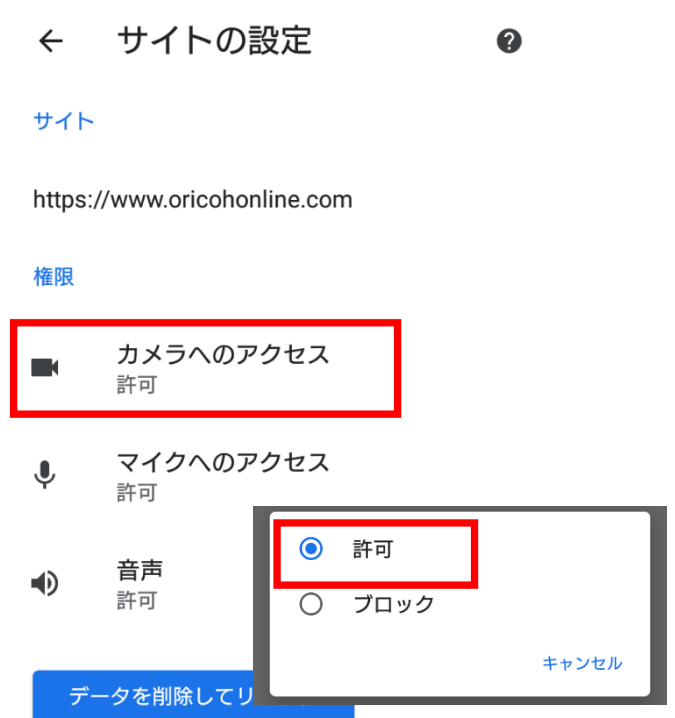 サイトの設定
サイト
https://www.oricohonline.com
権限
カメラへのアクセス
許可
マイクへのアクセス
許可
音声
許可
許可
ブロック
キャンセル
データを削除してリ